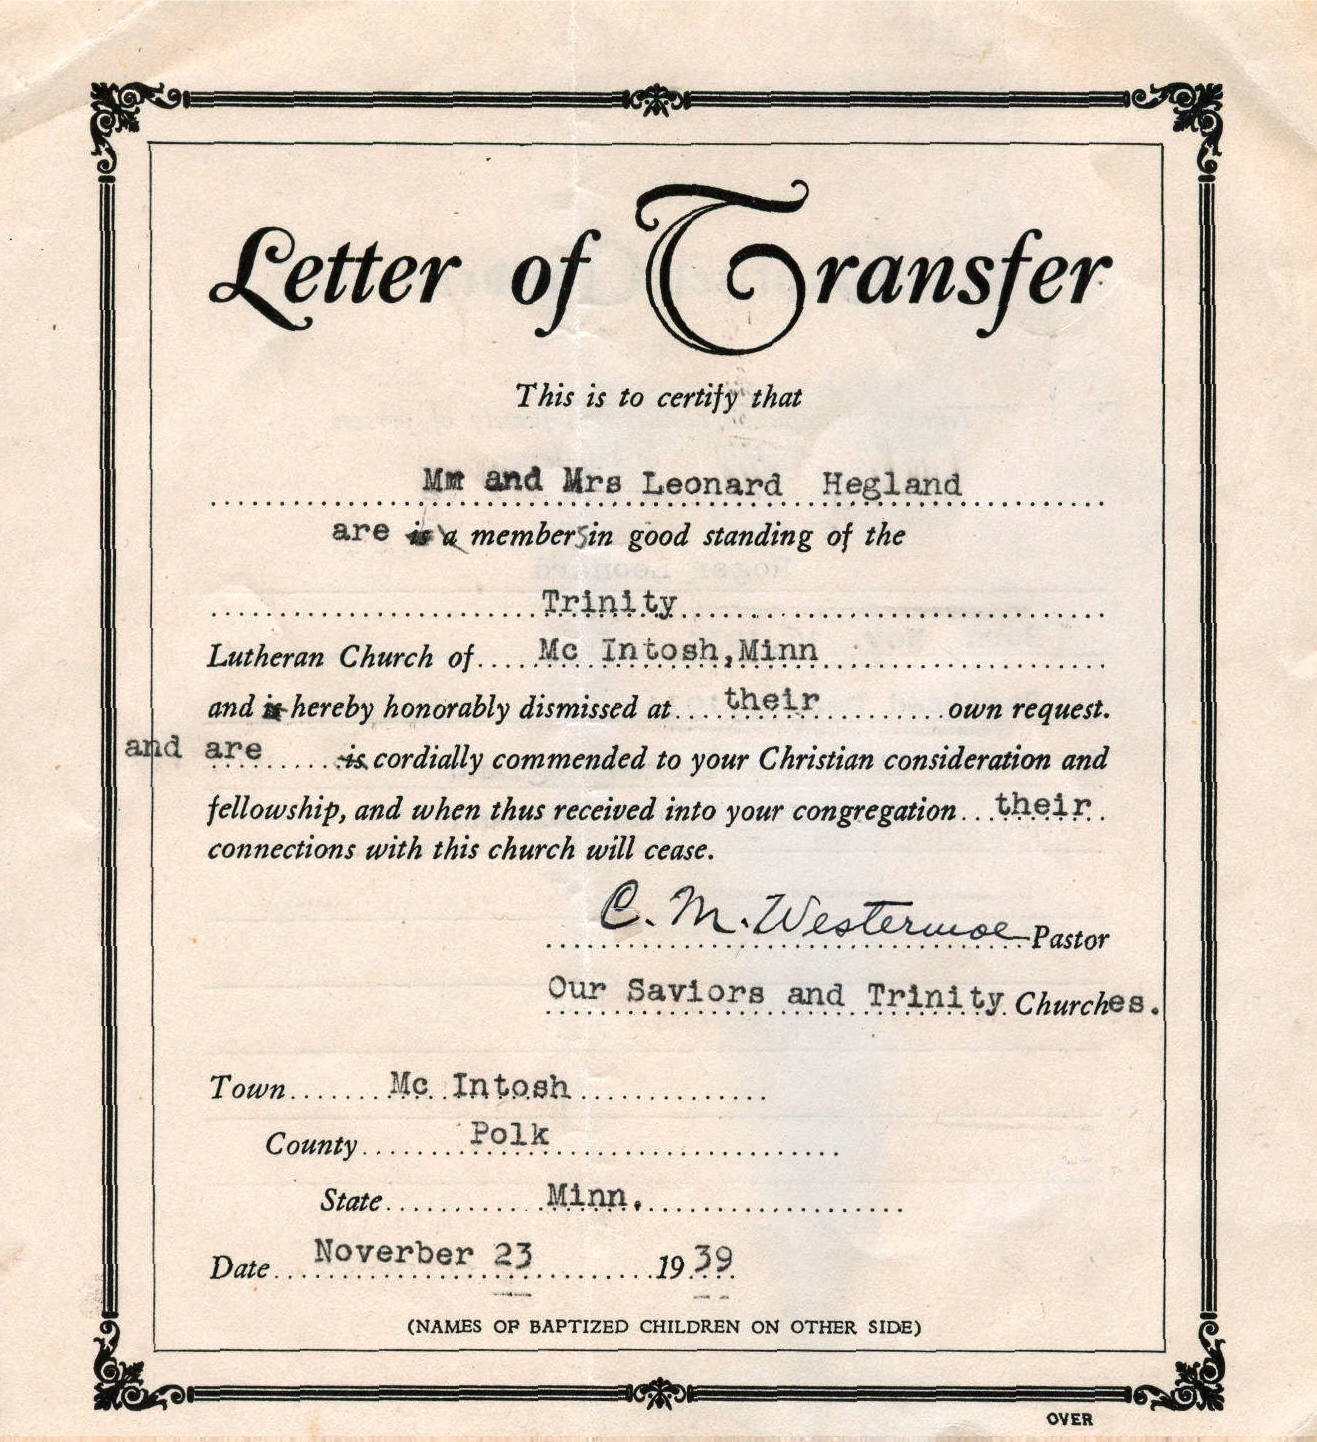 Letter of Transfer
This is to certify that
Mr and Mrs Leonard Hegland
are is a members in good standing of the
Trinity
Lutheran Church of Mc Intosh, Minn
and is hereby honorably dismissed at their own request.
and are is cordially commended to your Christian consideration and
fellowship, and when thus received into your congregation their
connections with this church will cease.
C. M. Westermoe Pastor
Our Saviors and Trinity Churches.
Town Mc Intosh
County Polk
State Minn.
Date Noverber 23 1939
(NAMES OF BAPTIZED CHILDREN ON OTHER SIDE)
OVER